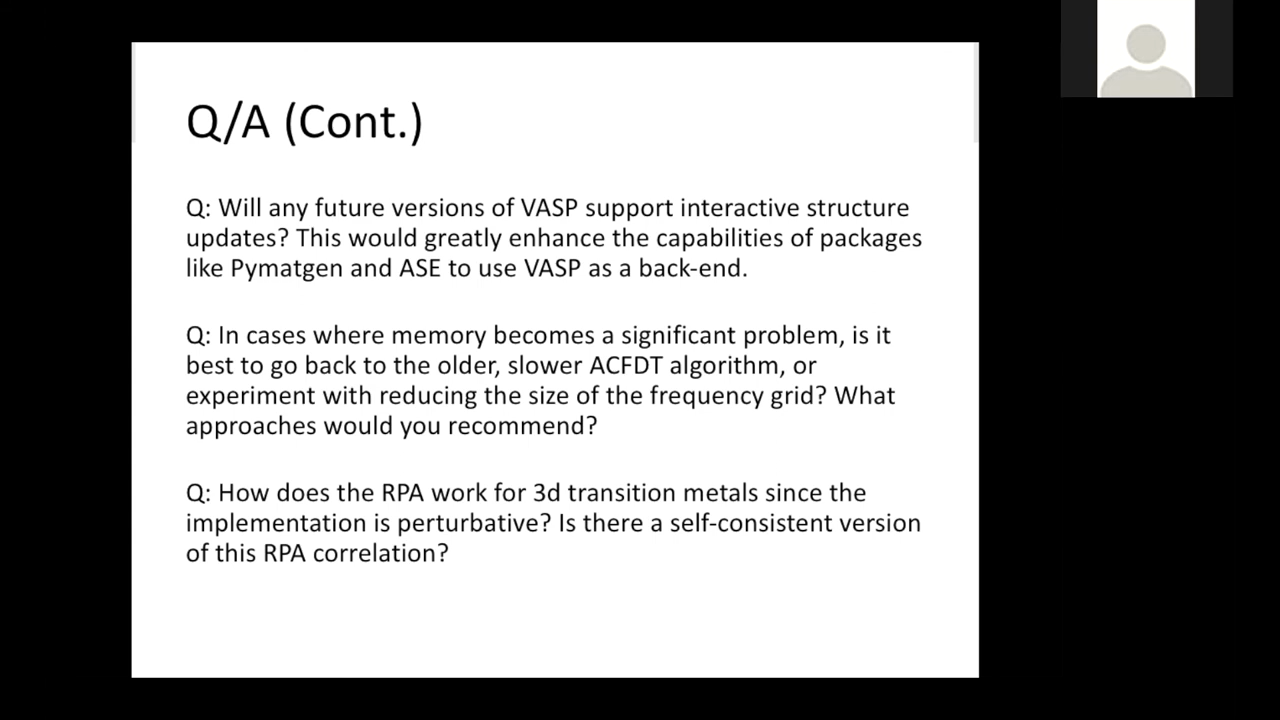 Q/A (Cont.)
Q: Will any future versions of VASP support interactive structure
updates? This would greatly enhance the capabilities of packages
like Pymatgen and ASE to use VASP as a back-end.
Q: In cases where memory becomes a significant problem, is it
best to go back to the older, slower ACFDT algorithm, or
experiment with reducing the size of the frequency grid? What
approaches would you recommend?
Q: How does the RPA work for 3d transition metals since the
implementation is perturbative? Is there a self-consistent version
of this RPA correlation?